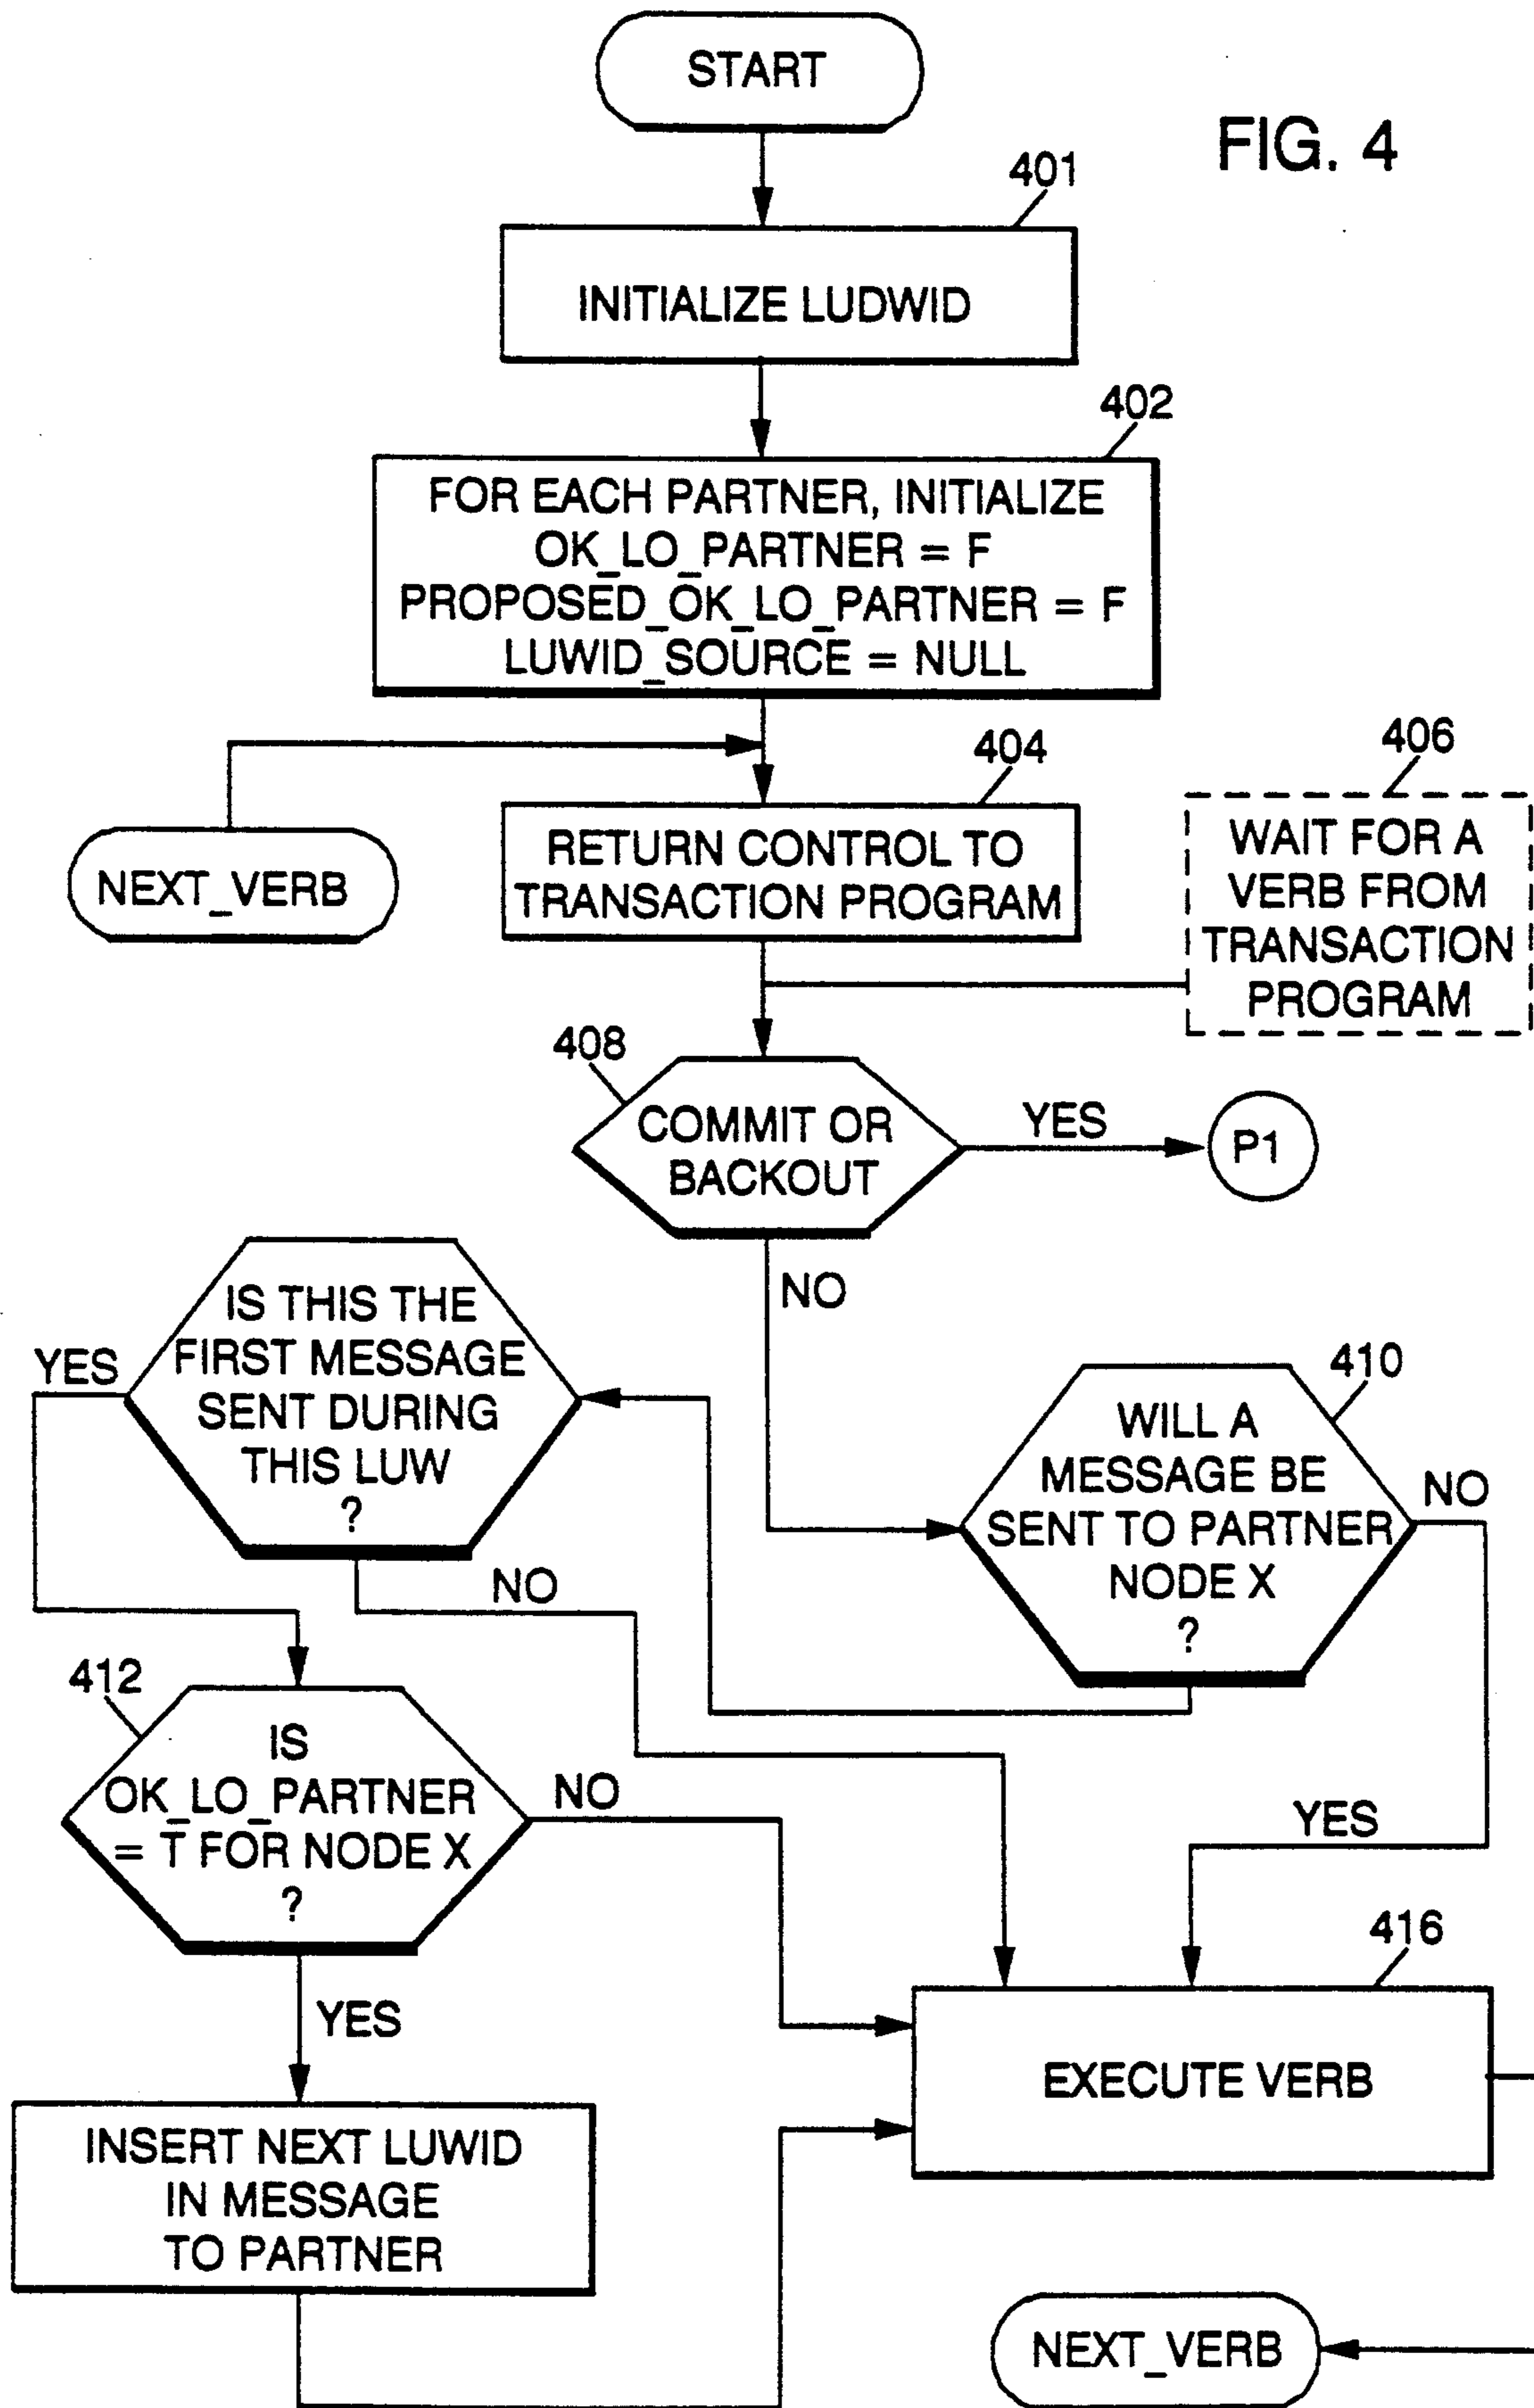 START
FIG. 4
401
INITIALIZE LUDWID
402
FOR EACH PARTNER, INITIALIZE
OK_LO_PARTNER = F
PROPOSED_OK_LO_PARTNER = F
LUWID_SOURCE = NULL
404
406
NEXT_VERB
RETURN CONTROL TO
TRANSACTION PROGRAM
WAIT FOR A
VERB FROM
TRANSACTION
PROGRAM
408
COMMIT OR
BACKOUT
YES
P1
NO
IS THIS THE
FIRST MESSAGE
SENT DURING
THIS LUW
?
YES
NO
410
WILL A
MESSAGE BE
SENT TO PARTNER
NODE X
?
NO
YES
412
IS
OK_LO_PARTNER
= T FOR NODE X
?
NO
YES
416
EXECUTE VERB
INSERT NEXT LUWID
IN MESSAGE
TO PARTNER
NEXT_VERB